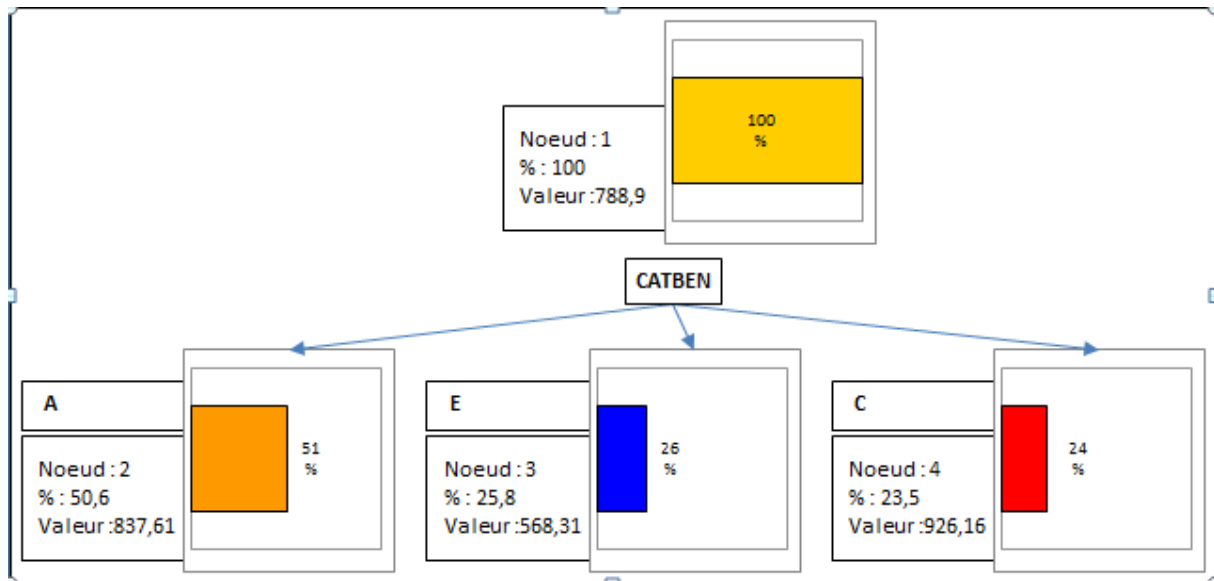 100
%
Noeud : 1
% : 100
Valeur :788,9
CATBEN
A
51
%
Noeud : 2
% : 50,6
Valeur :837,61
E
26
%
Noeud : 3
% : 25,8
Valeur :568,31
C
24
%
Noeud : 4
% : 23,5
Valeur :926,16